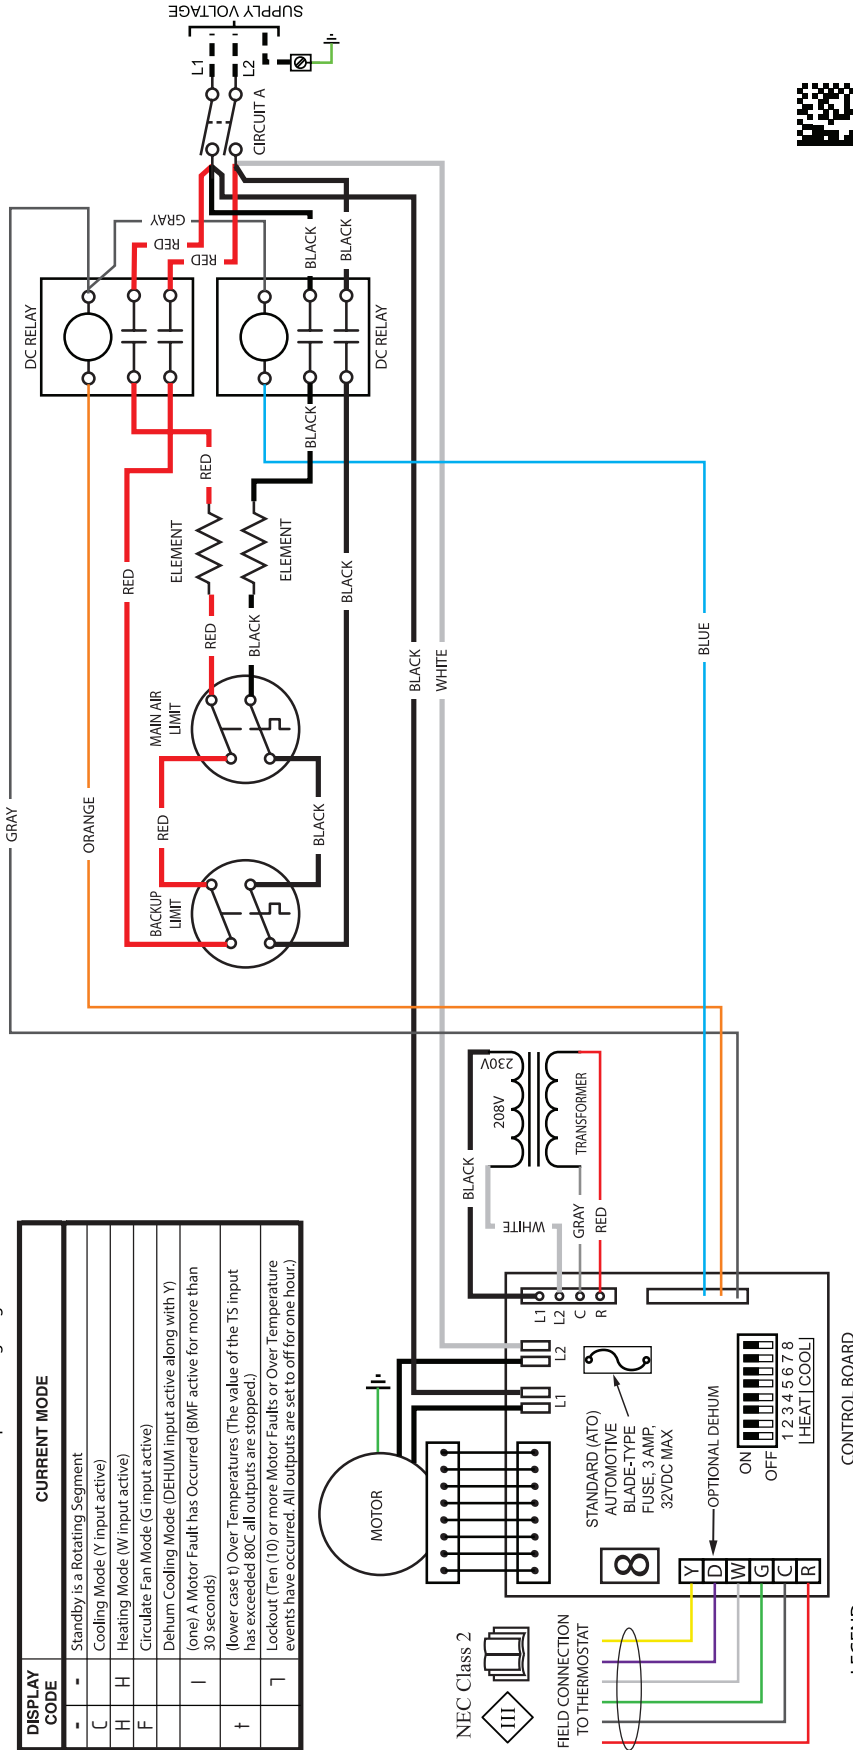 SUPPLY VOLTAGE
L1
L2
CIRCUIT A
GRAY
RED
RED
BLACK
BLACK
DC RELAY
DC RELAY
RED
BLACK
ELEMENT
ELEMENT
RED
BLACK
RED
BLACK
MAIN AIR
LIMIT
BLACK
WHITE
BLUE
GRAY
ORANGE
RED
BLACK
BACKUP
LIMIT
230V
208V
TRANSFORMER
BLACK
WHITE
GRAY
RED
L1
L2
C
R
L2
L1
MOTOR
STANDARD (ATO)
AUTOMOTIVE
BLADE-TYPE
FUSE, 3 AMP,
32VDC MAX
OPTIONAL DEHUM
ON
OFF
1 2 3 4 5 6 7 8
HEAT COOL
CONTROL BOARD
8
Y
D
W
G
C
R
NEC Class 2
III
FIELD CONNECTION
TO THERMOSTAT
LEGEND
DISPLAY CODE CURRENT MODE
- - Standby is a Rotating Segment
C Cooling Mode (Y input active)
H H Heating Mode (W input active)
F Circulate Fan Mode (G input active)
Dehum Cooling Mode (DEHUM input active along with Y)
| (one) A Motor Fault has Occurred (BMF active for more than
30 seconds)
t (lower case t) Over Temperatures (The value of the TS input
has exceeded 80C all outputs are stopped.)
Lockout (Ten (10) or more Motor Faults or Over Temperature
events have occurred. All outputs are set to off for one hour.)